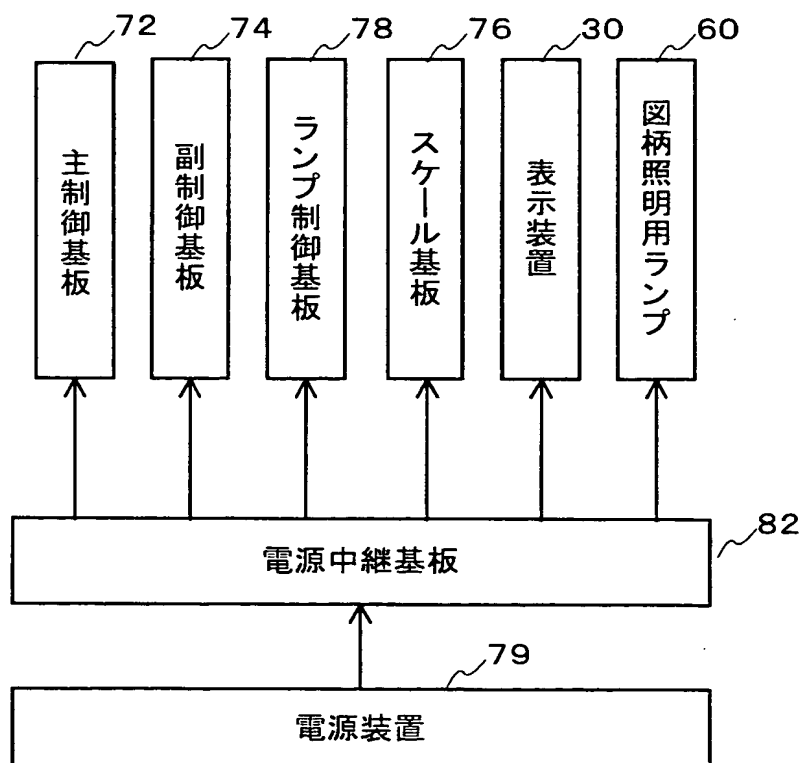 72 74 78 76 30 60
主制御基板
副制御基板
ランプ制御基板
スケール基板
表示装置
図柄照明用ランプ
電源中継基板
82
79
電源装置